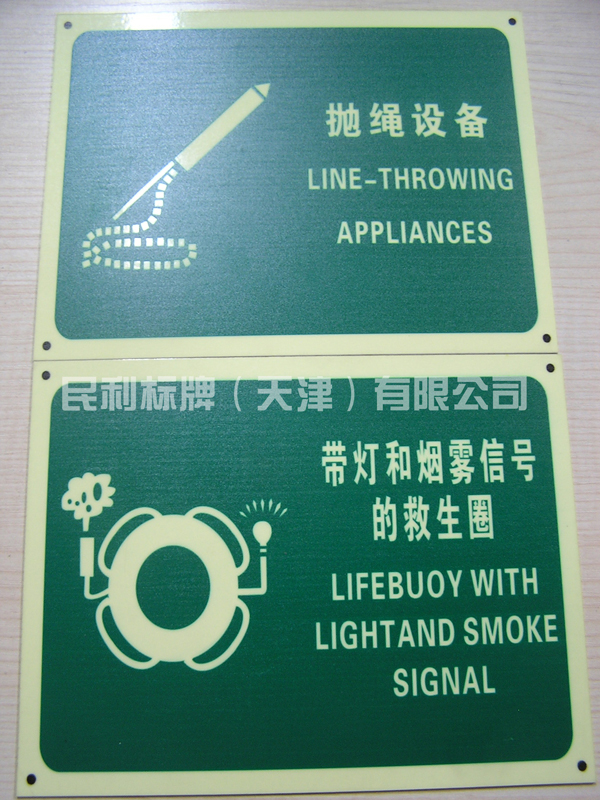 抛绳设备
LINE-THROWING
APPLIANCES
民利标牌（天津）有限公司
带灯和烟雾信号
的救生圈
LIFEBUOY WITH
LIGHTAND SMOKE
SIGNAL